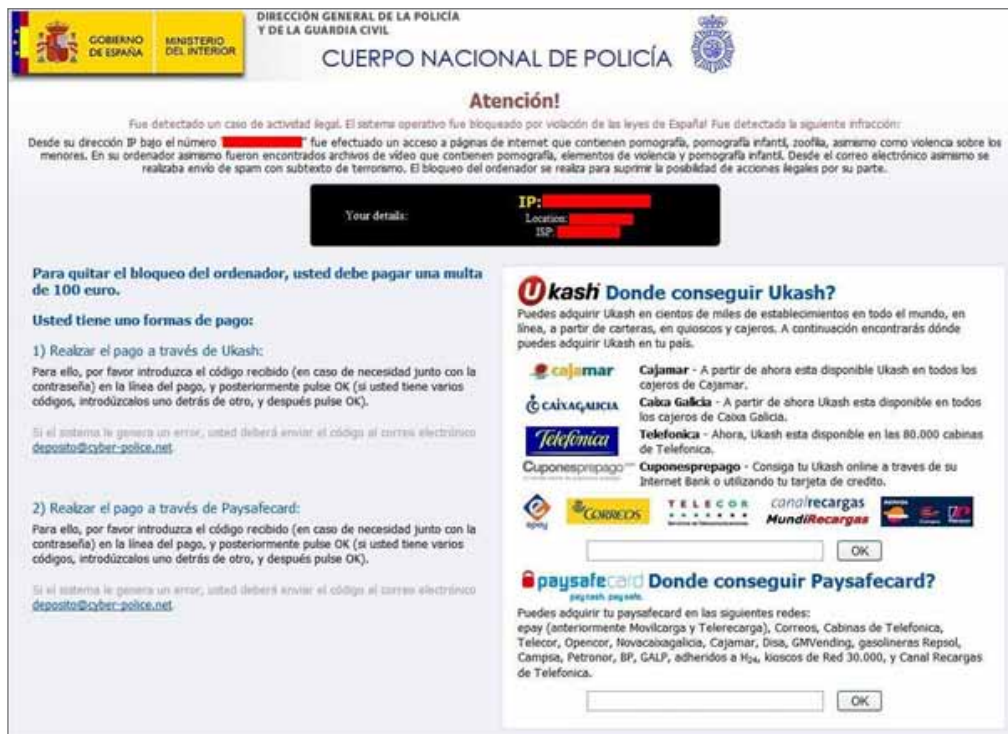 GOBIERNO
DE ESPAÑA
MINISTERIO
DEL INTERIOR
DIRECCIÓN GENERAL DE LA POLICÍA
Y DE LA GUARDIA CIVIL
CUERPO NACIONAL DE POLICÍA
Atención!
Fue detectado un caso de actividad ilegal. El sistema operativo fue bloqueado por violación de las leyes de España! Fue detectada la siguiente infracción:
Desde su dirección IP bajo el número " " fue efectuado un acceso a páginas de internet que contienen pornografía, pornografía infantil, zoofilia, asimismo como violencia sobre los
menores. En su ordenador asimismo fueron encontrados archivos de vídeo que contienen pornografía, elementos de violencia y pornografía infantil. Desde el correo electrónico asimismo se
realizaba envío de spam con subtexto de terrorismo. El bloqueo del ordenador se realiza para suprimir la posibilidad de acciones ilegales por su parte.
Your details:
IP:
Location:
ISP:
Para quitar el bloqueo del ordenador, usted debe pagar una multa
de 100 euro.
Usted tiene uno formas de pago:
1) Realizar el pago a través de Ukash:
Para ello, por favor introduzca el código recibido (en caso de necesidad junto con la
contraseña) en la línea del pago, y posteriormente pulse OK (si usted tiene varios
códigos, introdúzcalos uno detrás de otro, y después pulse OK).
Si el sistema le genera un error, usted deberá enviar el código al correo electrónico
deposito@cyber-police.net
2) Realizar el pago a través de Paysafecard:
Para ello, por favor introduzca el código recibido (en caso de necesidad junto con la
contraseña) en la línea del pago, y posteriormente pulse OK (si usted tiene varios
códigos, introdúzcalos uno detrás de otro, y después pulse OK).
Si el sistema le genera un error, usted deberá enviar el código al correo electrónico
deposito@cyber-police.net
Ukash Donde conseguir Ukash?
Puedes adquirir Ukash en cientos de miles de establecimientos en todo el mundo, en
línea, a partir de carteras, en quioscos y cajeros. A continuación encontrarás dónde
puedes adquirir Ukash en tu país.
cajamar
Cajamar - A partir de ahora esta disponible Ukash en todos los
cajeros de Cajamar.
CAIXAGALICIA
Caixa Galicia - A partir de ahora Ukash esta disponible en todos
los cajeros de Caixa Galicia.
Telefónica
Telefonica - Ahora, Ukash esta disponible en las 80.000 cabinas
de Telefonica.
Cuponesprepago
Cuponesprepago - Consiga tu Ukash online a traves de su
Internet Bank o utilizando tu tarjeta de credito.
epay
CORREOS
TELECOR
canalrecargas
MundiRecargas
OK
paysafecard Donde conseguir Paysafecard?
pay cash. pay safe.
Puedes adquirir tu paysafecard en las siguientes redes:
epay (anteriormente Movilcarga y Telerecarga), Correos, Cabinas de Telefonica,
Telecor, Opencor, Novacaixagalicia, Cajamar, Disa, GMVending, gasolineras Repsol,
Campsa, Petronor, BP, GALP, adheridos a H24, kioscos de Red 30.000, y Canal Recargas
de Telefonica.
OK